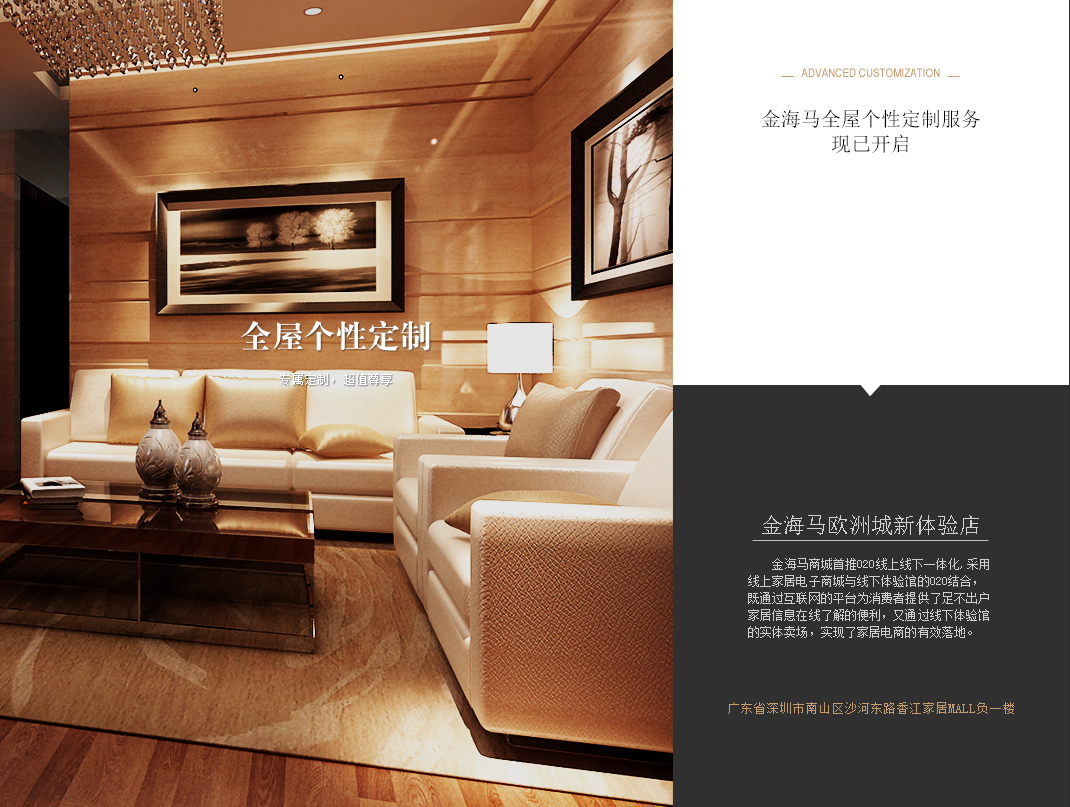 全屋个性定制
专属定制，超值尊享
ADVANCED CUSTOMIZATION
金海马全屋个性定制服务
现已开启
金海马欧洲城新体验店
金海马商城首推O2O线上线下一体化,采用
线上家居电子商城与线下体验馆的O2O结合，
既通过互联网的平台为消费者提供了足不出户
家居信息在线了解的便利，又通过线下体验馆
的实体卖场，实现了家居电商的有效落地。
广东省深圳市南山区沙河东路香江家居MALL负一楼